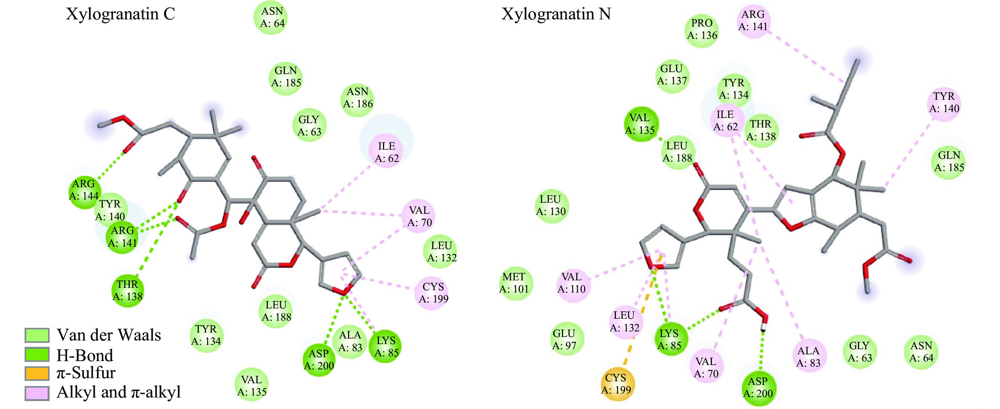 Xylogranatin C
ASN
A: 64
GLN
A: 185
ASN
A: 186
GLY
A: 63
ILE
A: 62
ARG
A: 144
TYR
A: 140
VAL
A: 70
ARG
A: 141
LEU
A: 132
THR
A: 138
CYS
A: 199
LEU
A: 188
TYR
A: 134
ALA
A: 83
LYS
A: 85
ASP
A: 200
VAL
A: 135
Van der Waals
H-Bond
π-Sulfur
Alkyl and π-alkyl
Xylogranatin N
ARG
A: 141
PRO
A: 136
GLU
A: 137
TYR
A: 134
TYR
A: 140
VAL
A: 135
ILE
A: 62
THR
A: 138
LEU
A: 188
GLN
A: 185
LEU
A: 130
MET
A: 101
VAL
A: 110
LEU
A: 132
GLU
A: 97
LYS
A: 85
VAL
A: 70
ALA
A: 83
GLY
A: 63
ASN
A: 64
CYS
A: 199
ASP
A: 200